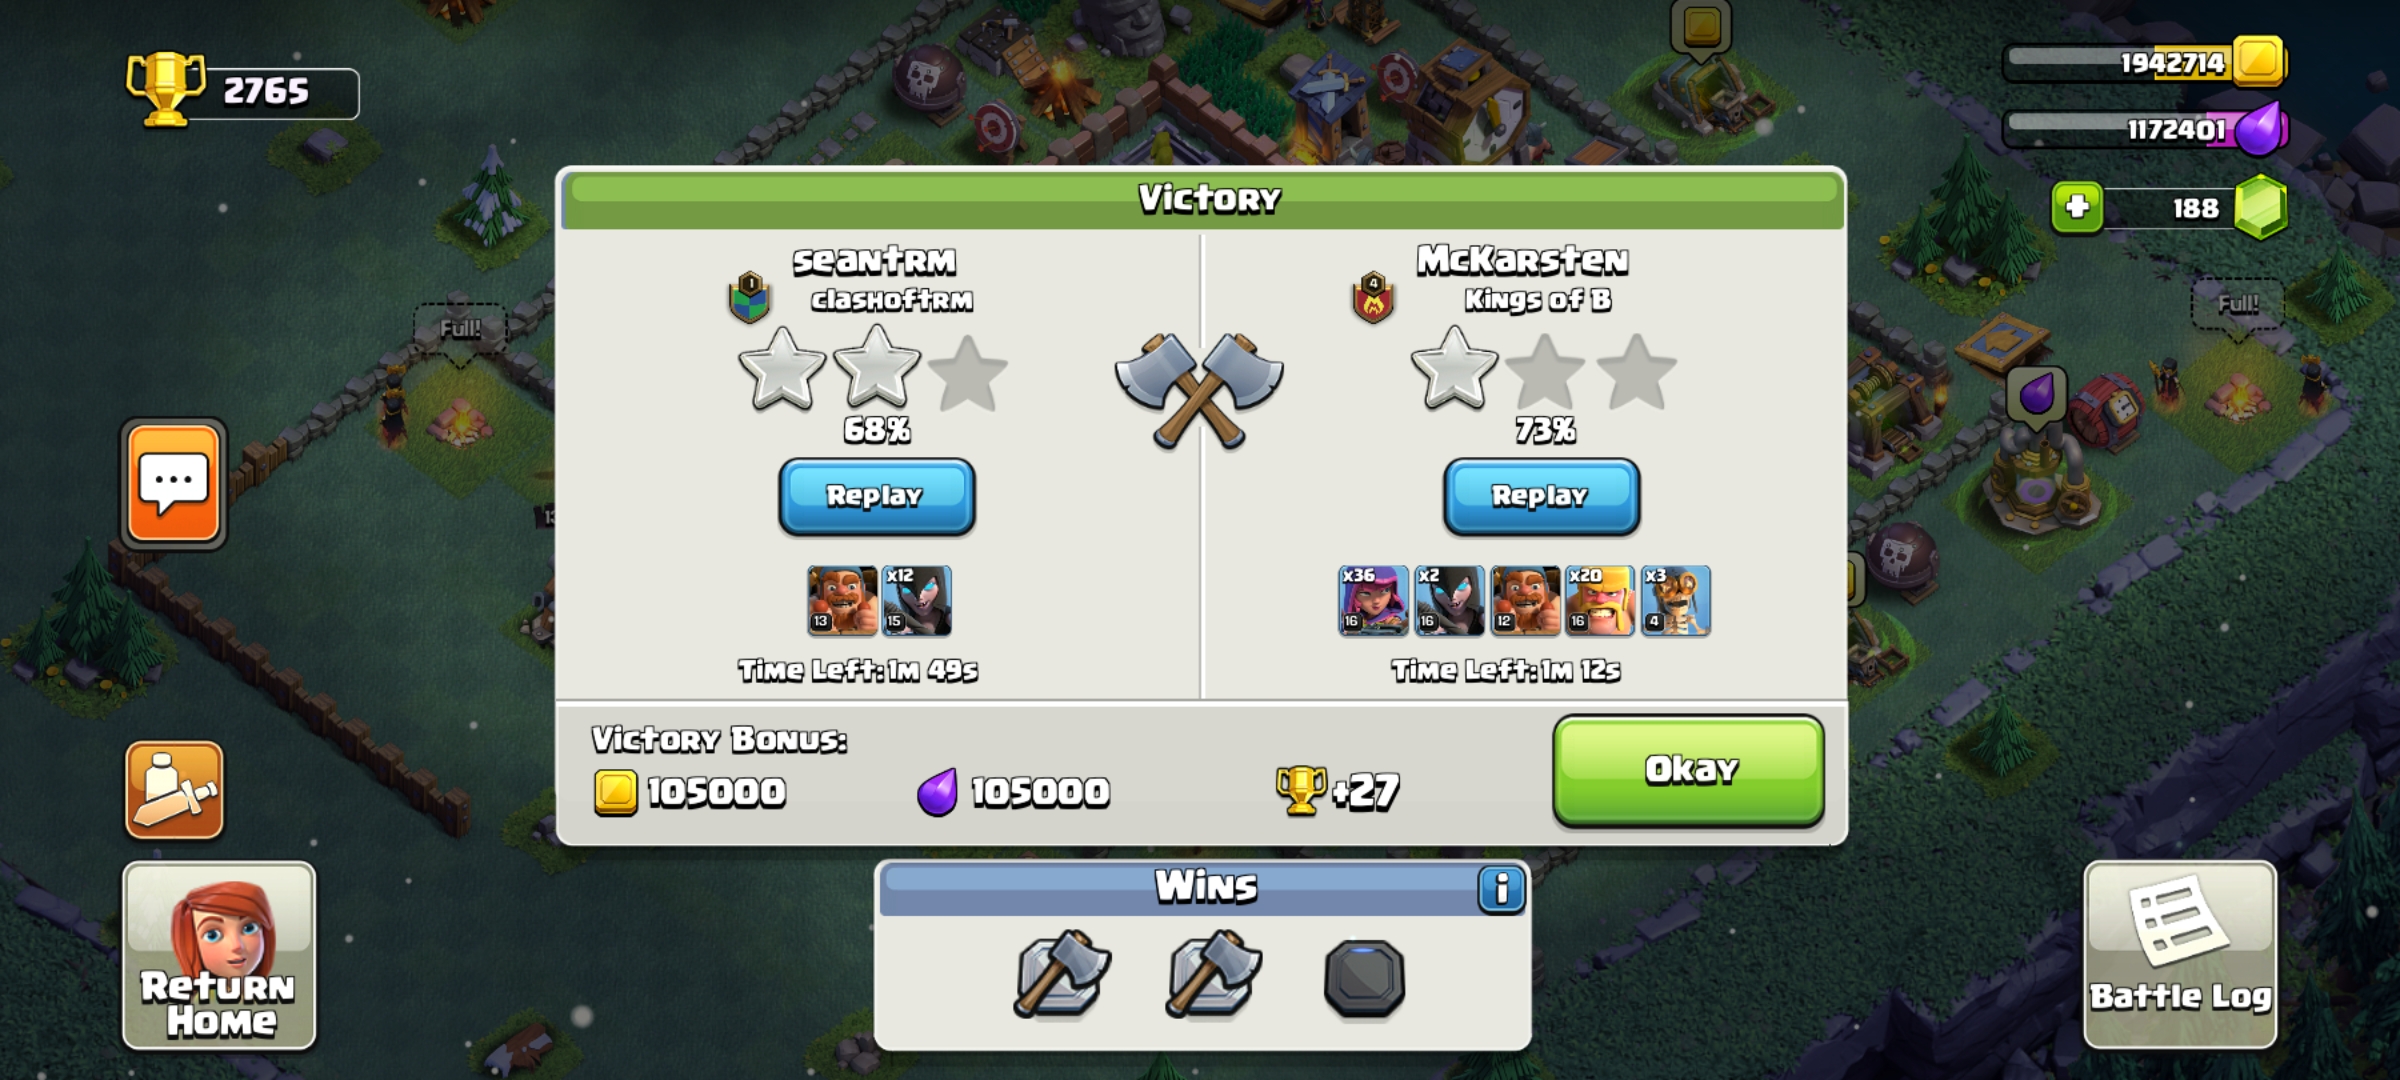 2765
1942714
1172401
188
Full!
Full!
Victory
seantrm
1
clashoftrm
68%
Replay
x12
13
15
Time Left:1m 49s
McKarsten
4
Kings of B
73%
Replay
x36
x2
x20
x3
16
16
12
16
4
Time Left:1m 12s
Victory Bonus:
105000
105000
+27
Okay
Wins
i
Return
Home
Battle Log